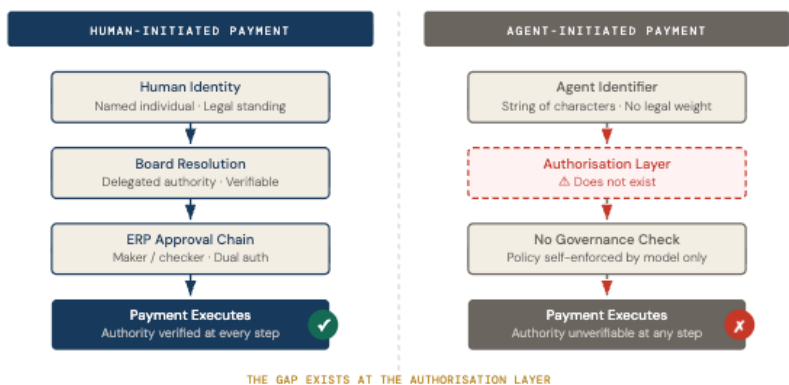 HUMAN-INITIATED PAYMENT
Human Identity
Named individual · Legal standing
Board Resolution
Delegated authority · Verifiable
ERP Approval Chain
Maker / checker · Dual auth
Payment Executes
Authority verified at every step
✓
AGENT-INITIATED PAYMENT
Agent Identifier
String of characters · No legal weight
Authorisation Layer
⚠ Does not exist
No Governance Check
Policy self-enforced by model only
Payment Executes
Authority unverifiable at any step
✗
THE GAP EXISTS AT THE AUTHORISATION LAYER